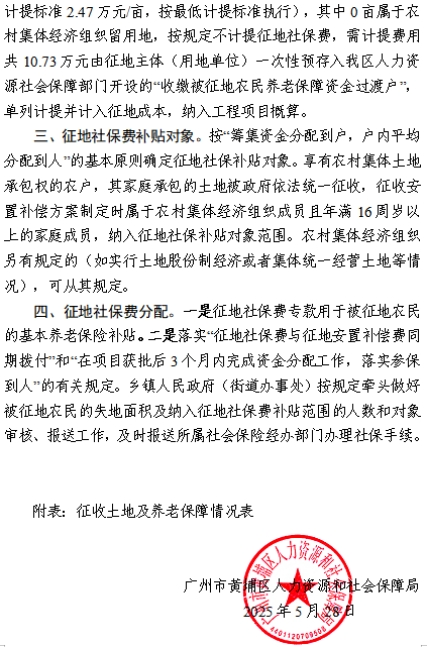 计提标准 2.47 万元/亩，按最低计提标准执行），其中 0 亩属于农
村集体经济组织留用地，按规定不计提征地社保费，需计提费用
共 10.73 万元由征地主体（用地单位）一次性预存入我区人力资
源社会保障部门开设的“收缴被征地农民养老保障资金过渡户”，
单列计提并计入征地成本，纳入工程项目概算。
三、征地社保费补贴对象。按“筹集资金分配到户，户内平均
分配到人”的基本原则确定征地社保补贴对象。享有农村集体土地
承包权的农户，其家庭承包的土地被政府依法统一征收，征收安
置补偿方案制定时属于农村集体经济组织成员且年满 16 周岁以
上的家庭成员，纳入征地社保补贴对象范围。农村集体经济组织
另有规定的（如实行土地股份制经济或者集体统一经营土地等情
况），可从其规定。
四、征地社保费分配。一是征地社保费专款用于被征地农民
的基本养老保险补贴。二是落实“征地社保费与征地安置补偿费同
期拨付”和“在项目获批后 3 个月内完成资金分配工作，落实参保
到人”的有关规定。乡镇人民政府（街道办事处）按规定牵头做好
被征地农民的失地面积及纳入征地社保费补贴范围的人数和对象
审核、报送工作，及时报送所属社会保险经办部门办理社保手续。
附表：征收土地及养老保障情况表
广州市黄埔区人力资源和社会保障局
2025 年 5 月 28 日
广州市黄埔区人力资源和社会保障局
4401120709508